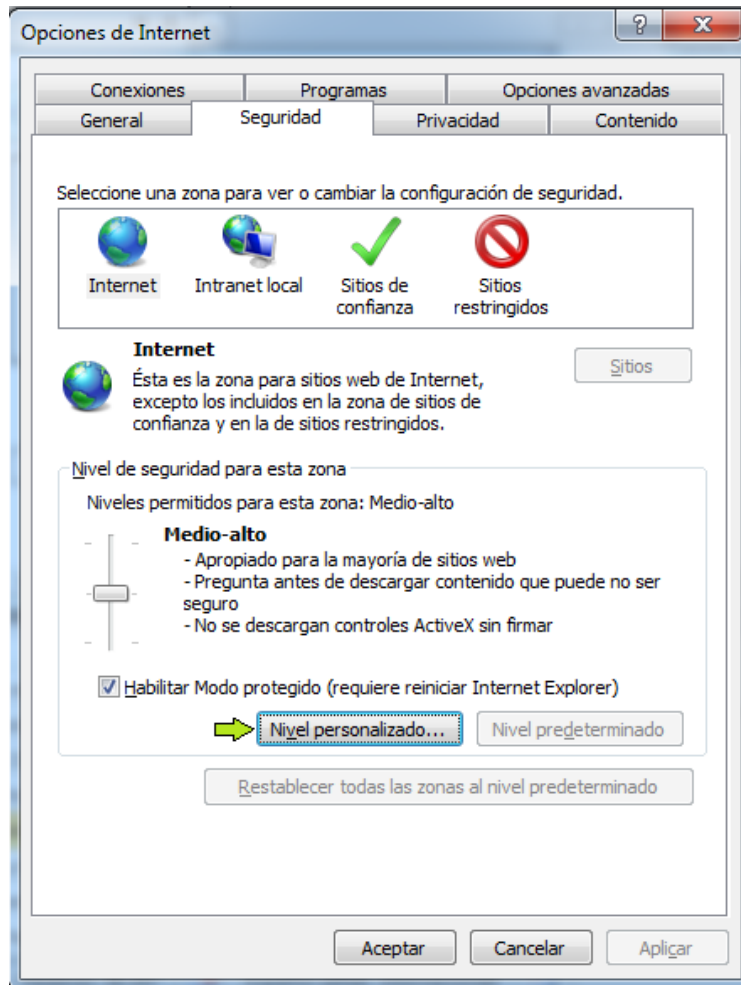 Opciones de Internet
Conexiones
Programas
Opciones avanzadas
General
Seguridad
Privacidad
Contenido
Seleccione una zona para ver o cambiar la configuración de seguridad.
Internet
Intranet local
Sitios de
confianza
Sitios
restringidos
Internet
Sitios
Ésta es la zona para sitios web de Internet,
excepto los incluidos en la zona de sitios de
confianza y en la de sitios restringidos.
Nivel de seguridad para esta zona
Niveles permitidos para esta zona: Medio-alto
Medio-alto
- Apropiado para la mayoría de sitios web
- Pregunta antes de descargar contenido que puede no ser
seguro
- No se descargan controles ActiveX sin firmar
Habilitar Modo protegido (requiere reiniciar Internet Explorer)
Nivel personalizado...
Nivel predeterminado
Restablecer todas las zonas al nivel predeterminado
Aceptar
Cancelar
Aplicar